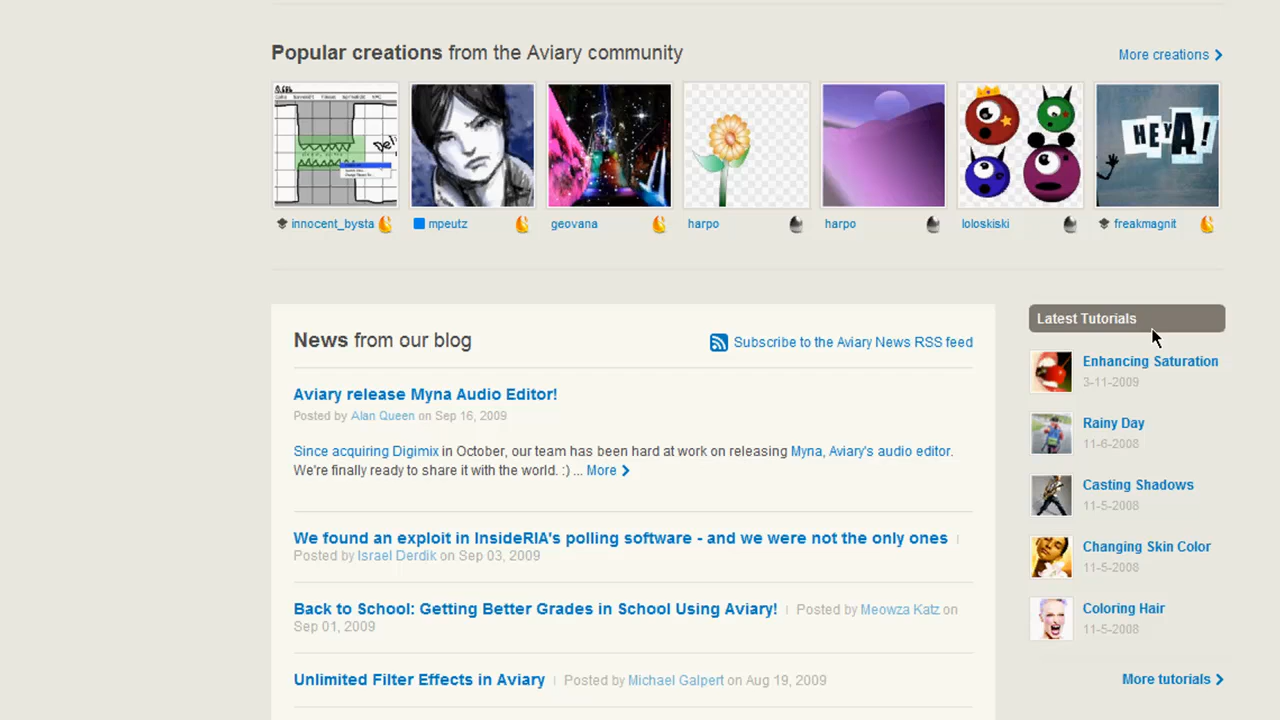 Popular creations from the Aviary community
More creations
innocent_bysta
mpeutz
geovana
harpo
harpo
loloskiski
freakmagnit
HEYA!
News from our blog
Subscribe to the Aviary News RSS feed
Aviary release Myna Audio Editor!
Posted by Alan Queen on Sep 16, 2009
Since acquiring Digimix in October, our team has been hard at work on releasing Myna, Aviary's audio editor.
We're finally ready to share it with the world. :) ... More
We found an exploit in InsideRIA's polling software - and we were not the only ones
Posted by Israel Derdik on Sep 03, 2009
Back to School: Getting Better Grades in School Using Aviary! Posted by Meowza Katz on
Sep 01, 2009
Unlimited Filter Effects in Aviary Posted by Michael Galpert on Aug 19, 2009
Latest Tutorials
Enhancing Saturation
3-11-2009
Rainy Day
11-6-2008
Casting Shadows
11-5-2008
Changing Skin Color
11-5-2008
Coloring Hair
11-5-2008
More tutorials